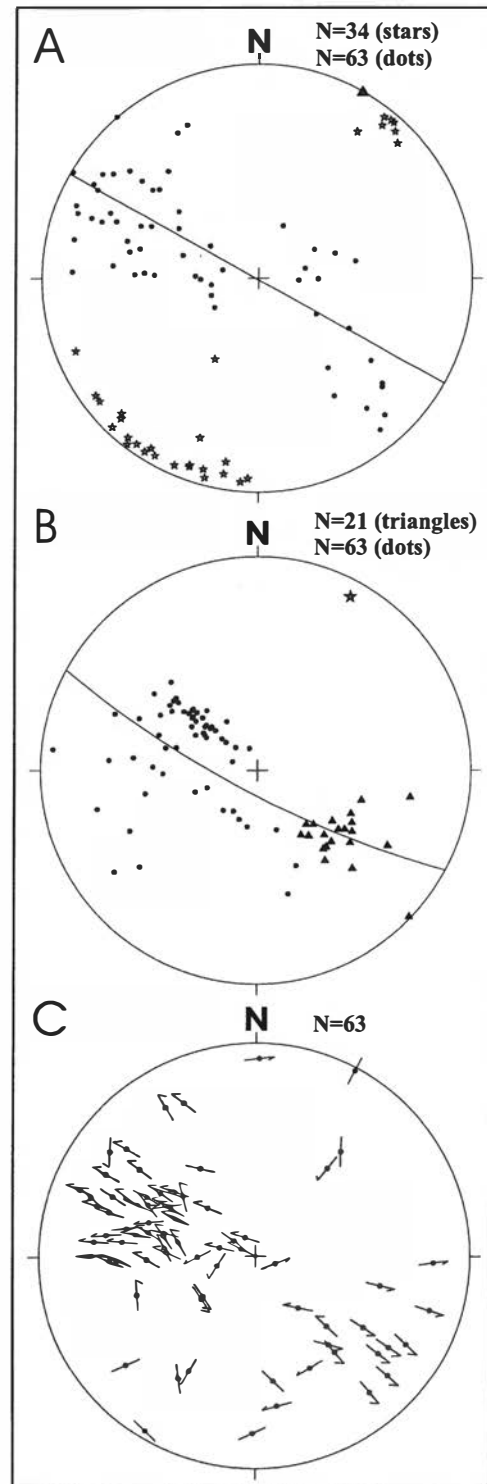 A
N
N=34 (stars)
N=63 (dots)
B
N
N=21 (triangles)
N=63 (dots)
C
N
N=63